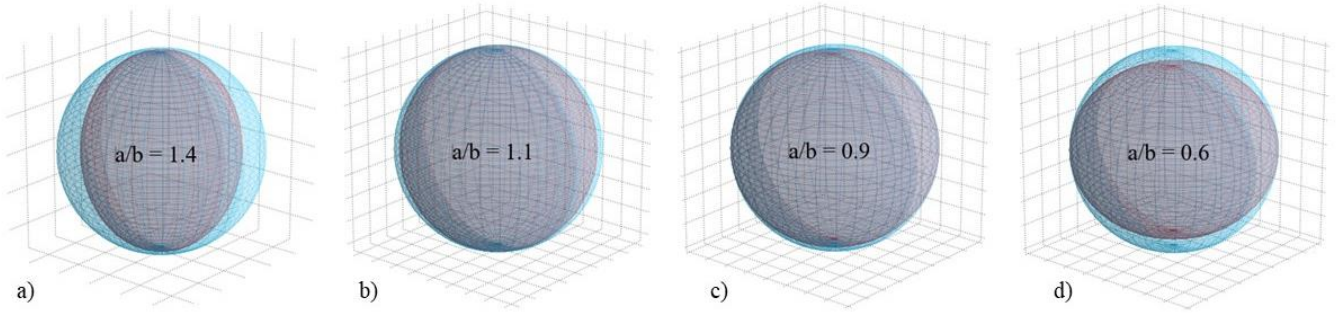 a/b = 1.4
a/b = 1.1
a/b = 0.9
a/b = 0.6
a)
b)
c)
d)